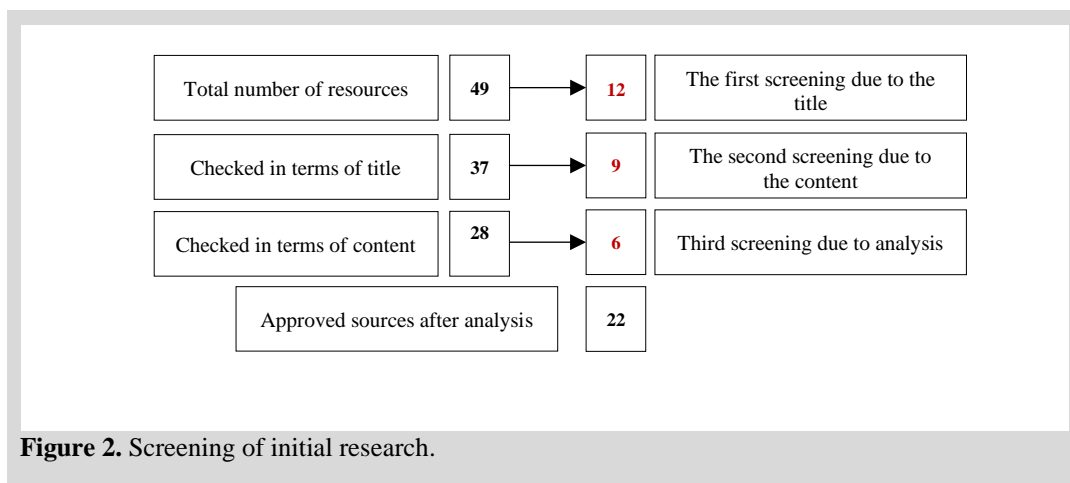 Total number of resources 49 12 The first screening due to the
title
Checked in terms of title 37 9 The second screening due to
the content
Checked in terms of content 28 6 Third screening due to analysis
Approved sources after analysis 22
Figure 2. Screening of initial research.